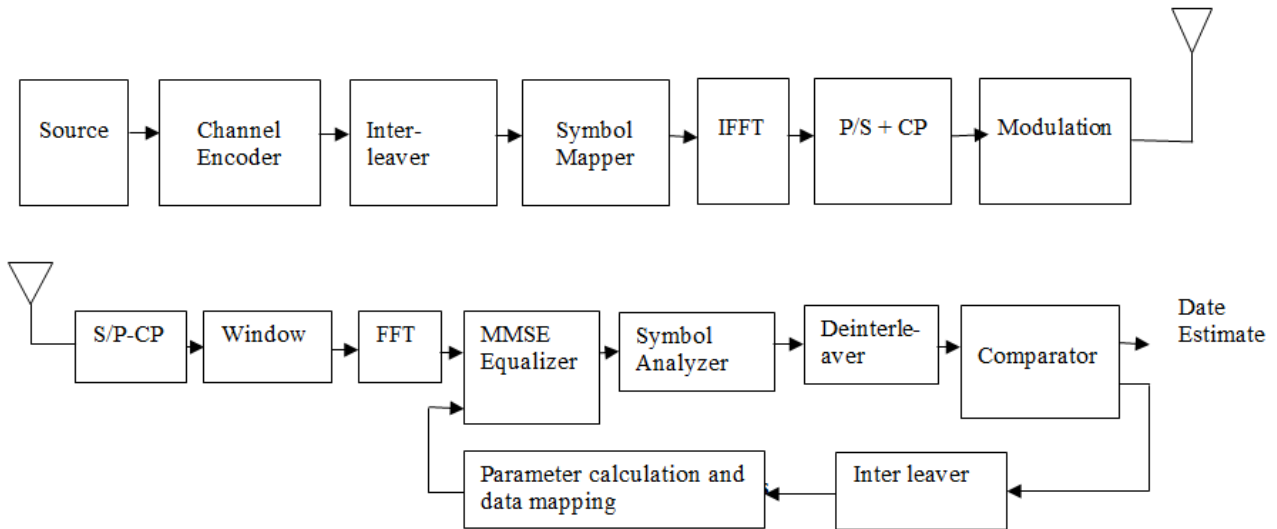 Source
Channel
Encoder
Inter-
leaver
Symbol
Mapper
IFFT
P/S + CP
Modulation
S/P-CP
Window
FFT
MMSE
Equalizer
Symbol
Analyzer
Deinterle-
aver
Comparator
Date
Estimate
Parameter calculation and
data mapping
Inter leaver